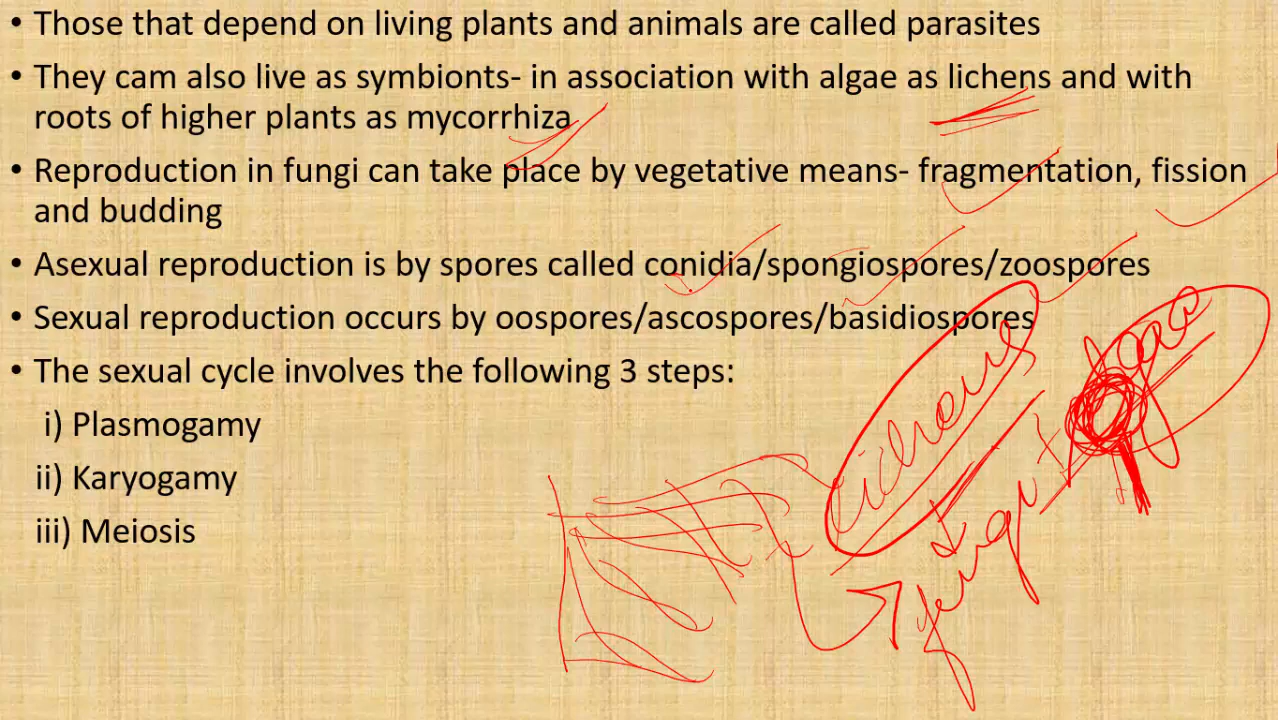 • Those that depend on living plants and animals are called parasites
• They cam also live as symbionts- in association with algae as lichens and with
roots of higher plants as mycorrhiza
• Reproduction in fungi can take place by vegetative means- fragmentation, fission
and budding
• Asexual reproduction is by spores called conidia/spongiospores/zoospores
• Sexual reproduction occurs by oospores/ascospores/basidiospores
• The sexual cycle involves the following 3 steps:
i) Plasmogamy
ii) Karyogamy
iii) Meiosis
lichens
fungi +